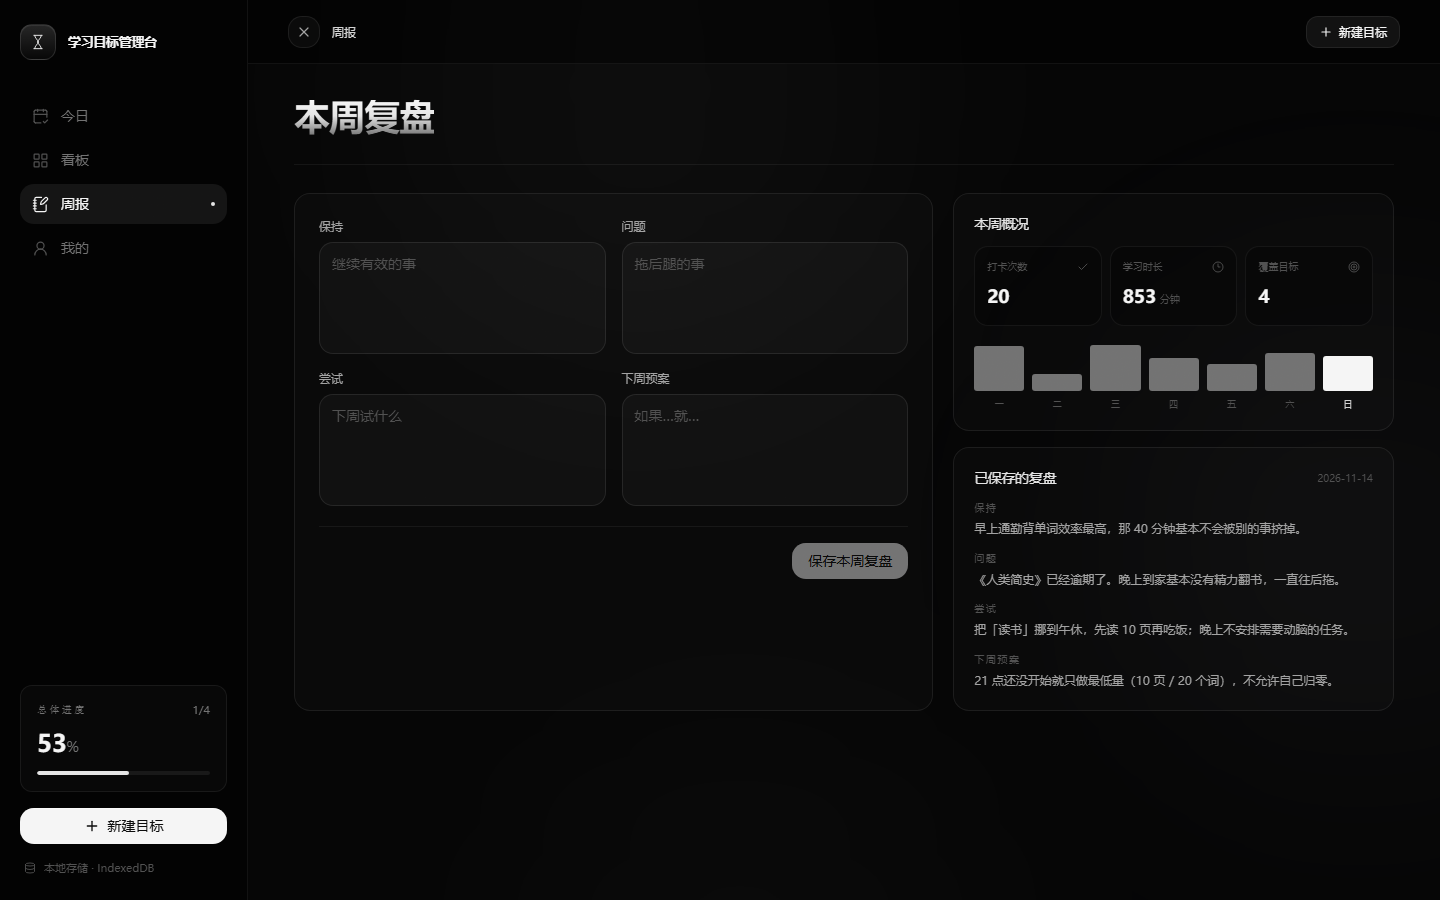 学习目标管理台
今日
看板
周报
我的
总体进度 1/4
53%
新建目标
本地存储 · IndexedDB
周报
新建目标
本周复盘
保持
继续有效的事
问题
拖后腿的事
尝试
下周试什么
下周预案
如果...就...
保存本周复盘
本周概况
打卡次数
20
学习时长
853 分钟
覆盖目标
4
一 二 三 四 五 六 日
已保存的复盘 2026-11-14
保持
早上通勤背单词效率最高，那 40 分钟基本不会被别的事挤掉。
问题
《人类简史》已经逾期了。晚上到家基本没有精力翻书，一直往后拖。
尝试
把「读书」挪到午休，先读 10 页再吃饭；晚上不安排需要动脑的任务。
下周预案
21 点还没开始就只做最低量（10 页 / 20 个词），不允许自己归零。